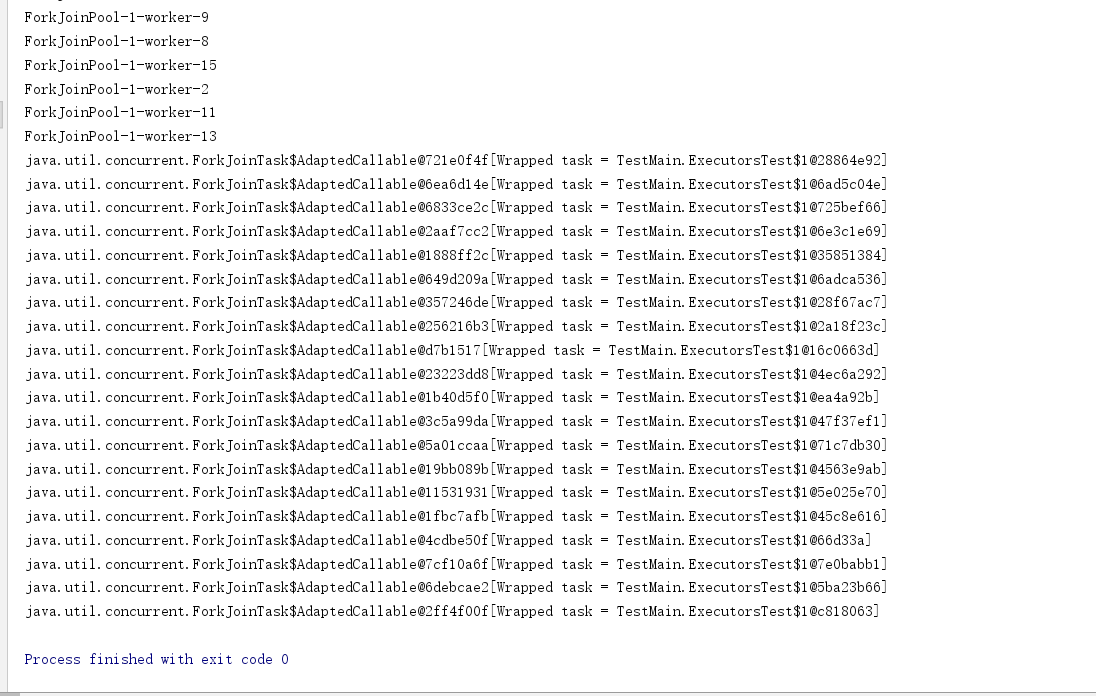 ForkJoinPool-1-worker-9
ForkJoinPool-1-worker-8
ForkJoinPool-1-worker-15
ForkJoinPool-1-worker-2
ForkJoinPool-1-worker-11
ForkJoinPool-1-worker-13
java.util.concurrent.ForkJoinTask$AdaptedCallable@721e0f4f[Wrapped task = TestMain.ExecutorsTest$1@28864e92]
java.util.concurrent.ForkJoinTask$AdaptedCallable@6ea6d14e[Wrapped task = TestMain.ExecutorsTest$1@6ad5c04e]
java.util.concurrent.ForkJoinTask$AdaptedCallable@6833ce2c[Wrapped task = TestMain.ExecutorsTest$1@725bef66]
java.util.concurrent.ForkJoinTask$AdaptedCallable@2aaf7cc2[Wrapped task = TestMain.ExecutorsTest$1@6e3c1e69]
java.util.concurrent.ForkJoinTask$AdaptedCallable@1888ff2c[Wrapped task = TestMain.ExecutorsTest$1@35851384]
java.util.concurrent.ForkJoinTask$AdaptedCallable@649d209a[Wrapped task = TestMain.ExecutorsTest$1@6adca536]
java.util.concurrent.ForkJoinTask$AdaptedCallable@357246de[Wrapped task = TestMain.ExecutorsTest$1@28f67ac7]
java.util.concurrent.ForkJoinTask$AdaptedCallable@256216b3[Wrapped task = TestMain.ExecutorsTest$1@2a18f23c]
java.util.concurrent.ForkJoinTask$AdaptedCallable@d7b1517[Wrapped task = TestMain.ExecutorsTest$1@16c0663d]
java.util.concurrent.ForkJoinTask$AdaptedCallable@23223dd8[Wrapped task = TestMain.ExecutorsTest$1@4ec6a292]
java.util.concurrent.ForkJoinTask$AdaptedCallable@1b40d5f0[Wrapped task = TestMain.ExecutorsTest$1@ea4a92b]
java.util.concurrent.ForkJoinTask$AdaptedCallable@3c5a99da[Wrapped task = TestMain.ExecutorsTest$1@47f37ef1]
java.util.concurrent.ForkJoinTask$AdaptedCallable@5a01ccaa[Wrapped task = TestMain.ExecutorsTest$1@71c7db30]
java.util.concurrent.ForkJoinTask$AdaptedCallable@19bb089b[Wrapped task = TestMain.ExecutorsTest$1@4563e9ab]
java.util.concurrent.ForkJoinTask$AdaptedCallable@11531931[Wrapped task = TestMain.ExecutorsTest$1@5e025e70]
java.util.concurrent.ForkJoinTask$AdaptedCallable@1fbc7afb[Wrapped task = TestMain.ExecutorsTest$1@45c8e616]
java.util.concurrent.ForkJoinTask$AdaptedCallable@4cdbe50f[Wrapped task = TestMain.ExecutorsTest$1@66d33a]
java.util.concurrent.ForkJoinTask$AdaptedCallable@7cf10a6f[Wrapped task = TestMain.ExecutorsTest$1@7e0babb1]
java.util.concurrent.ForkJoinTask$AdaptedCallable@6debcae2[Wrapped task = TestMain.ExecutorsTest$1@5ba23b66]
java.util.concurrent.ForkJoinTask$AdaptedCallable@2ff4f00f[Wrapped task = TestMain.ExecutorsTest$1@c818063]
Process finished with exit code 0